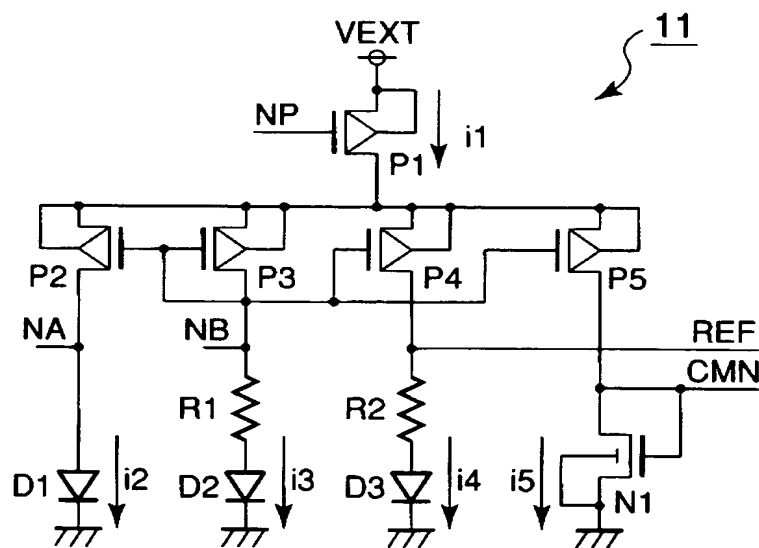 11
VEXT
NP
i1
P1
P2
P3
P4
P5
NA
NB
REF
CMN
R1
R2
D1
i2
D2
i3
D3
i4
i5
N1